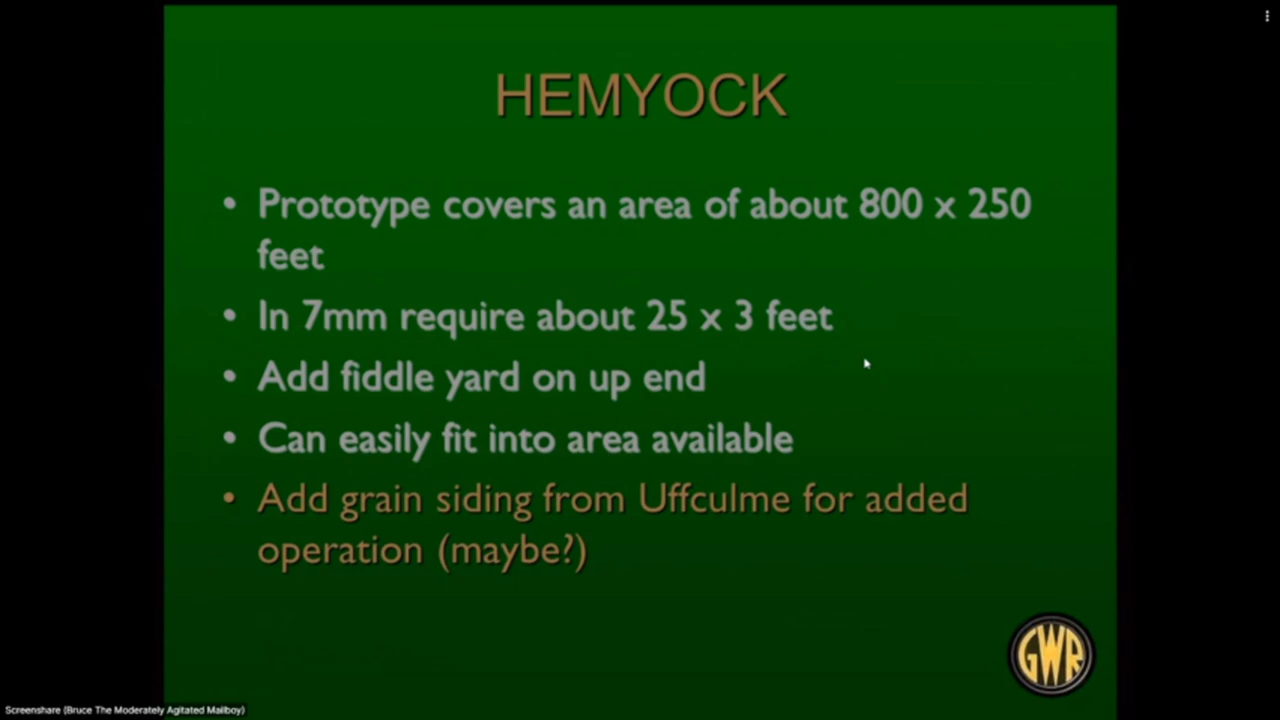 HEMYOCK
• Prototype covers an area of about 800 x 250
feet
• In 7mm require about 25 x 3 feet
• Add fiddle yard on up end
• Can easily fit into area available
• Add grain siding from Uffculme for added
operation (maybe?)
GWR
Screenshare (Bruce The Moderately Agitated Mailboy)